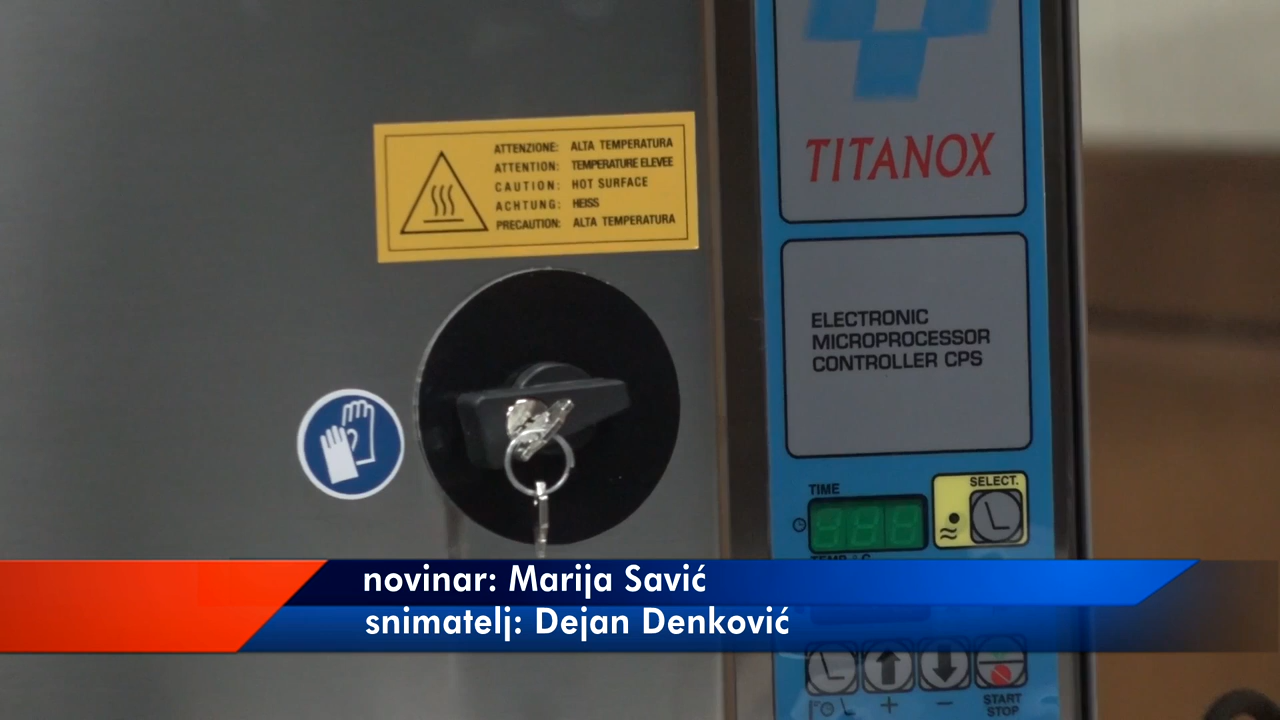 TITANOX
ATTENZIONE: ALTA TEMPERATURA
ATTENTION: TEMPERATURE ELEVEE
CAUTION: HOT SURFACE
ACHTUNG: HEISS
PRECAUTION: ALTA TEMPERATURA
ELECTRONIC
MICROPROCESSOR
CONTROLLER CPS
TIME
SELECT.
novinar: Marija Savić
snimatelj: Dejan Denković
+ −
START
STOP